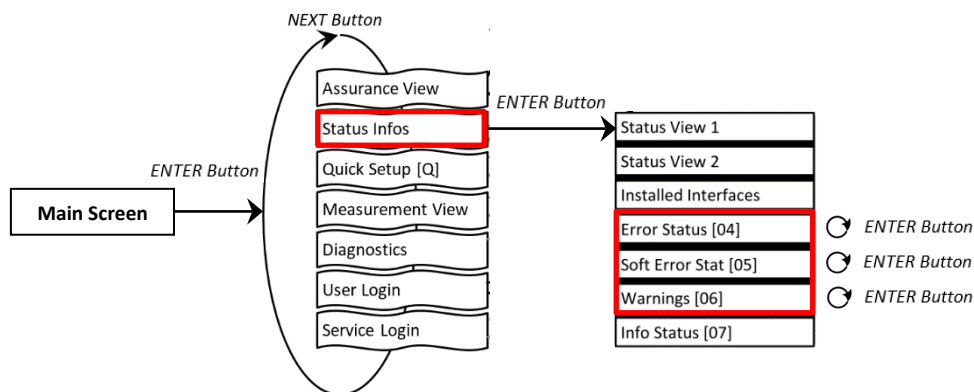 NEXT Button
Assurance View
Status Infos
Quick Setup [Q]
Measurement View
Diagnostics
User Login
Service Login
ENTER Button
Main Screen
ENTER Button
Status View 1
Status View 2
Installed Interfaces
Error Status [04]
Soft Error Stat [05]
Warnings [06]
Info Status [07]
ENTER Button
ENTER Button
ENTER Button